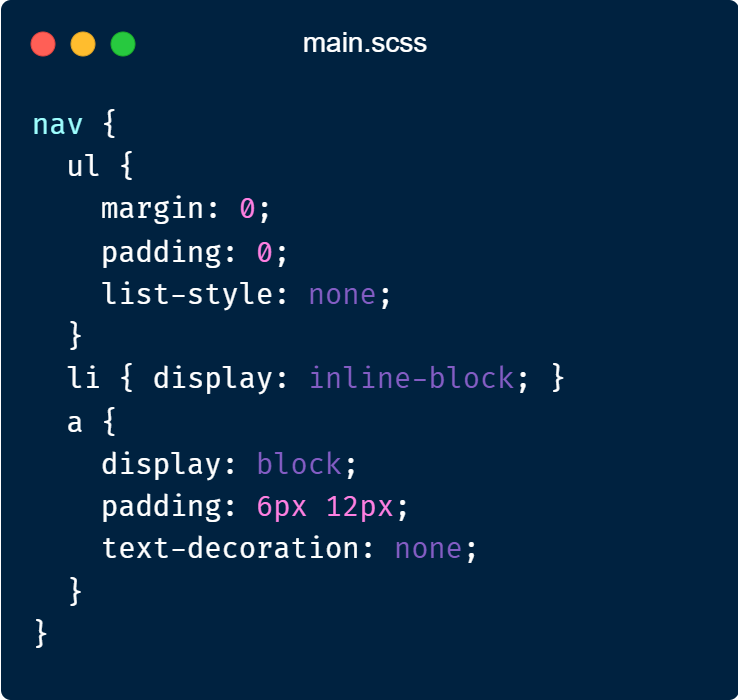 main.scss
nav {
  ul {
    margin: 0;
    padding: 0;
    list-style: none;
  }
  li { display: inline-block; }
  a {
    display: block;
    padding: 6px 12px;
    text-decoration: none;
  }
}